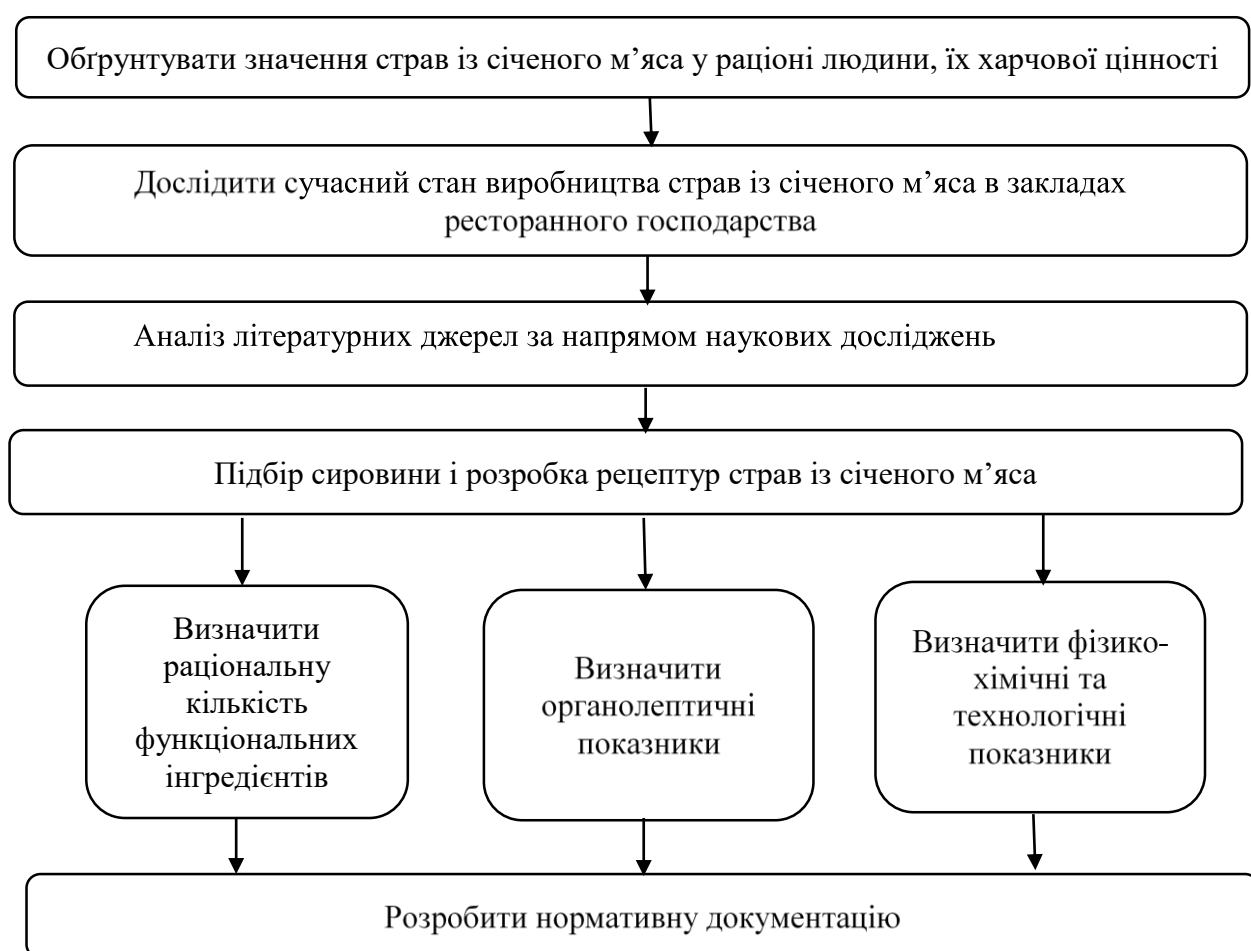 Обґрунтувати значення страв із січеного м’яса у раціоні людини, їх харчової цінності
Дослідити сучасний стан виробництва страв із січеного м’яса в закладах
ресторанного господарства
Аналіз літературних джерел за напрямом наукових досліджень
Підбір сировини і розробка рецептур страв із січеного м’яса
Визначити
раціональну
кількість
функціональних
інгредієнтів
Визначити
органолептичні
показники
Визначити фізико-
хімічні та
технологічні
показники
Розробити нормативну документацію